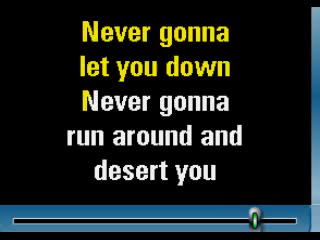 Never gonna
let you down
Never gonna
run around and
desert you